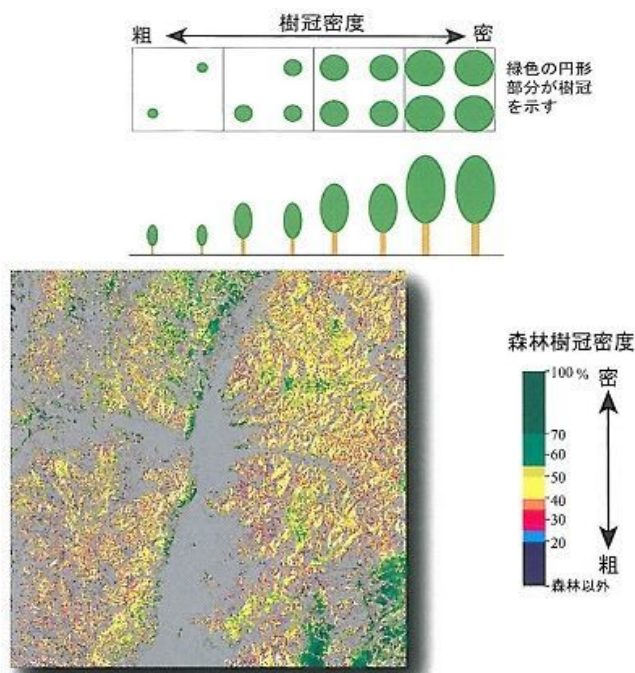 樹冠密度
粗
密
緑色の円形
部分が樹冠
を示す
森林樹冠密度
100 %
密
70
60
50
40
30
20
粗
森林以外